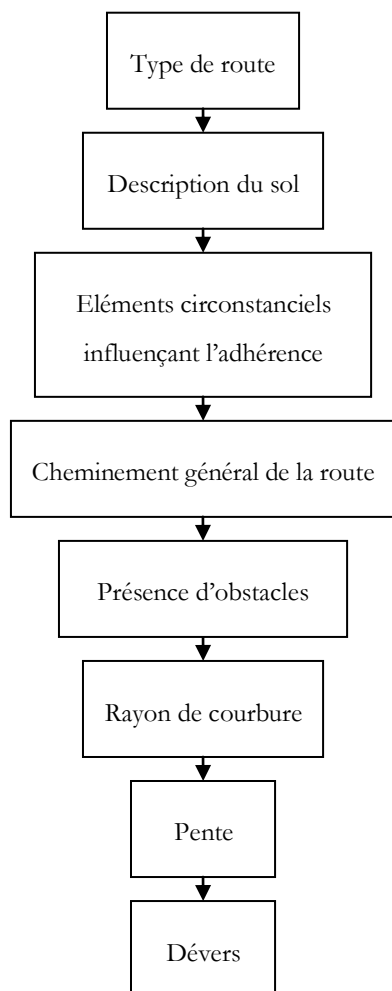 Type de route
Description du sol
Eléments circonstanciels
influençant l’adhérence
Cheminement général de la route
Présence d’obstacles
Rayon de courbure
Pente
Dévers